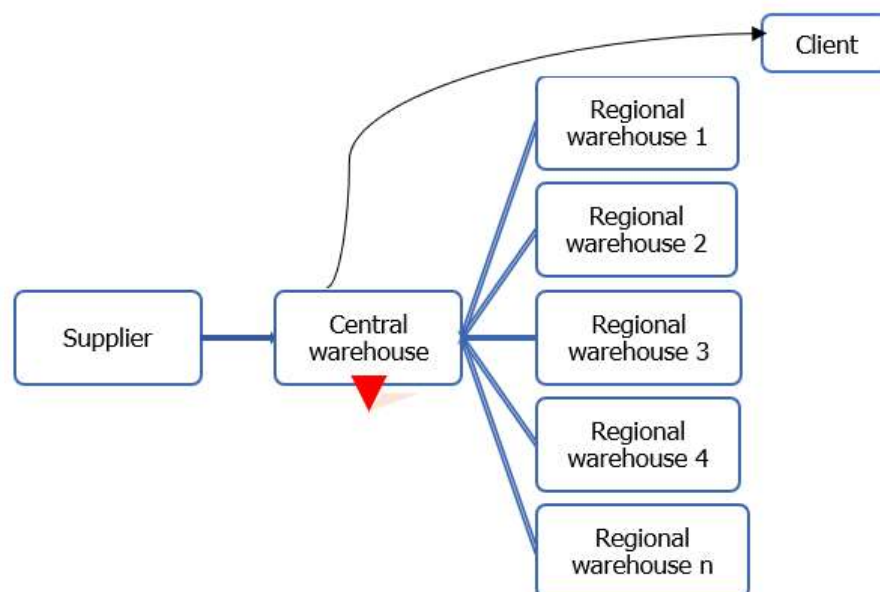 Client
Regional
warehouse 1
Regional
warehouse 2
Supplier
Central
warehouse
Regional
warehouse 3
Regional
warehouse 4
Regional
warehouse n